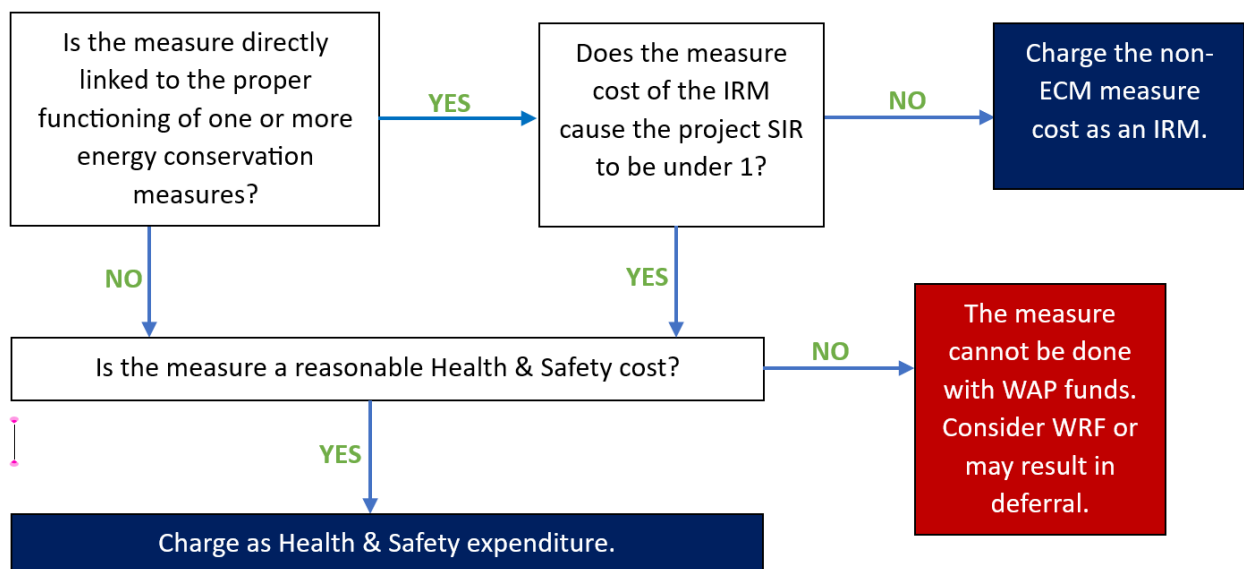 Is the measure directly
linked to the proper
functioning of one or more
energy conservation
measures?
YES
Does the measure
cost of the IRM
cause the project SIR
to be under 1?
NO
Charge the non-
ECM measure
cost as an IRM.
NO
YES
Is the measure a reasonable Health & Safety cost?
NO
The measure
cannot be done
with WAP funds.
Consider WRF or
may result in
deferral.
YES
Charge as Health & Safety expenditure.